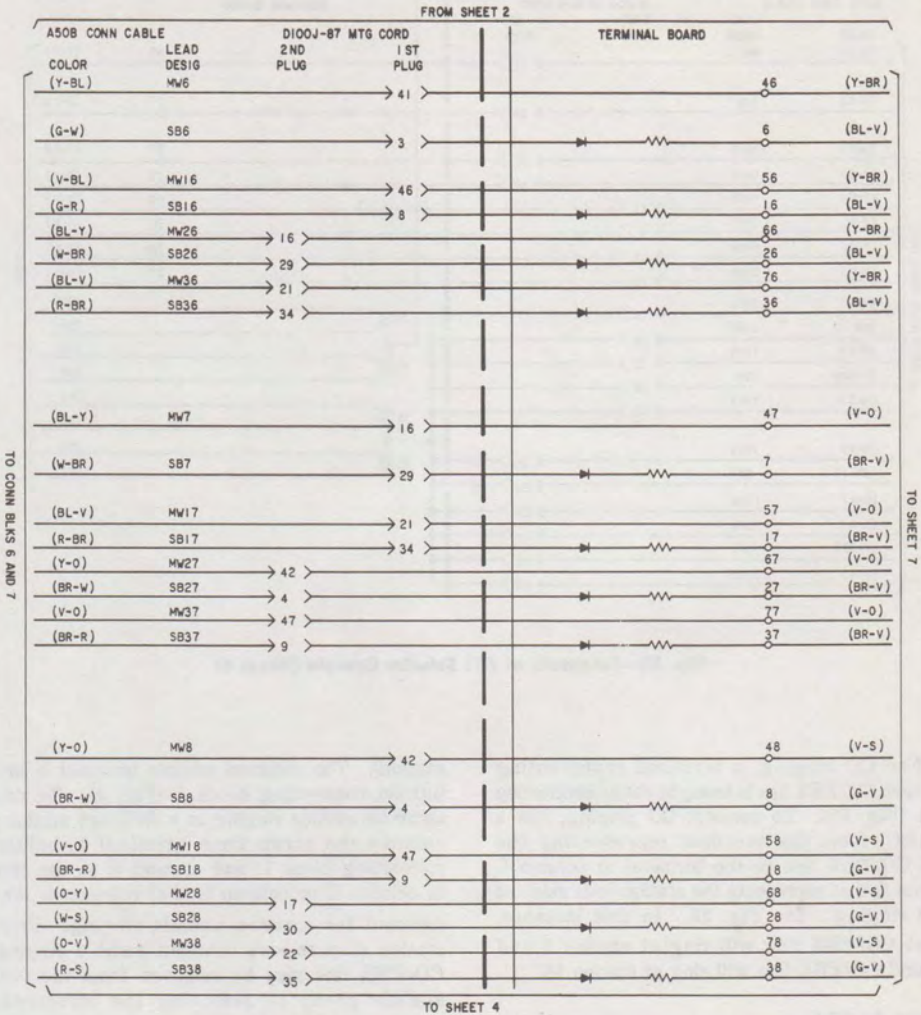 FROM SHEET 2
A50B CONN CABLE D100J-87 MTG CORD TERMINAL BOARD
LEAD 2ND 1ST
COLOR DESIG PLUG PLUG
(Y-BL) MW6 41 46 (Y-BR)
(G-W) SB6 3 6 (BL-V)
(V-BL) MW16 46 56 (Y-BR)
(G-R) SB16 8 16 (BL-V)
(BL-Y) MW26 16 66 (Y-BR)
(W-BR) SB26 29 26 (BL-V)
(BL-V) MW36 21 76 (Y-BR)
(R-BR) SB36 34 36 (BL-V)
(BL-Y) MW7 16 47 (V-O)
(W-BR) SB7 29 7 (BR-V)
(BL-V) MW17 21 57 (V-O)
(R-BR) SB17 34 17 (BR-V)
(Y-O) MW27 42 67 (V-O)
(BR-W) SB27 4 27 (BR-V)
(V-O) MW37 47 77 (V-O)
(BR-R) SB37 9 37 (BR-V)
(Y-O) MW8 42 48 (V-S)
(BR-W) SB8 4 8 (G-V)
(V-O) MW18 47 58 (V-S)
(BR-R) SB18 9 18 (G-V)
(O-Y) MW28 17 68 (V-S)
(W-S) SB28 30 28 (G-V)
(O-V) MW38 22 78 (V-S)
(R-S) SB38 35 38 (G-V)
TO CONN BLKS 6 AND 7
TO SHEET 7
TO SHEET 4